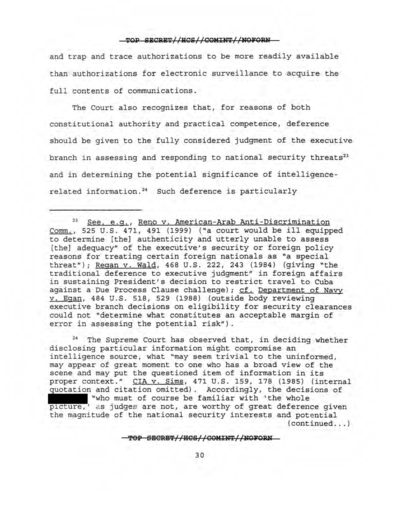 TOP SECRET//HCS//COMINT//NOFORN
and trap and trace authorizations to be more readily available
than authorizations for electronic surveillance to acquire the
full contents of communications.
The Court also recognizes that, for reasons of both
constitutional authority and practical competence, deference
should be given to the fully considered judgment of the executive
branch in assessing and responding to national security threats23
and in determining the potential significance of intelligence-
related information.24 Such deference is particularly
23 See, e.g., Reno v. American-Arab Anti-Discrimination
Comm., 525 U.S. 471, 491 (1999) ("a court would be ill equipped
to determine [the] authenticity and utterly unable to assess
[the] adequacy" of the executive's security or foreign policy
reasons for treating certain foreign nationals as "a special
threat"); Regan v. Wald, 468 U.S. 222, 243 (1984) (giving "the
traditional deference to executive judgment" in foreign affairs
in sustaining President's decision to restrict travel to Cuba
against a Due Process Clause challenge); cf. Department of Navy
v. Egan, 484 U.S. 518, 529 (1988) (outside body reviewing
executive branch decisions on eligibility for security clearances
could not "determine what constitutes an acceptable margin of
error in assessing the potential risk").
24 The Supreme Court has observed that, in deciding whether
disclosing particular information might compromise an
intelligence source, what "may seem trivial to the uninformed,
may appear of great moment to one who has a broad view of the
scene and may put the questioned item of information in its
proper context." CIA v. Sims, 471 U.S. 159, 178 (1985) (internal
quotation and citation omitted). Accordingly, the decisions of
"who must of course be familiar with 'the whole
picture,' as judges are not, are worthy of great deference given
the magnitude of the national security interests and potential
(continued...)
TOP SECRET//HCS//COMINT//NOFORN
30